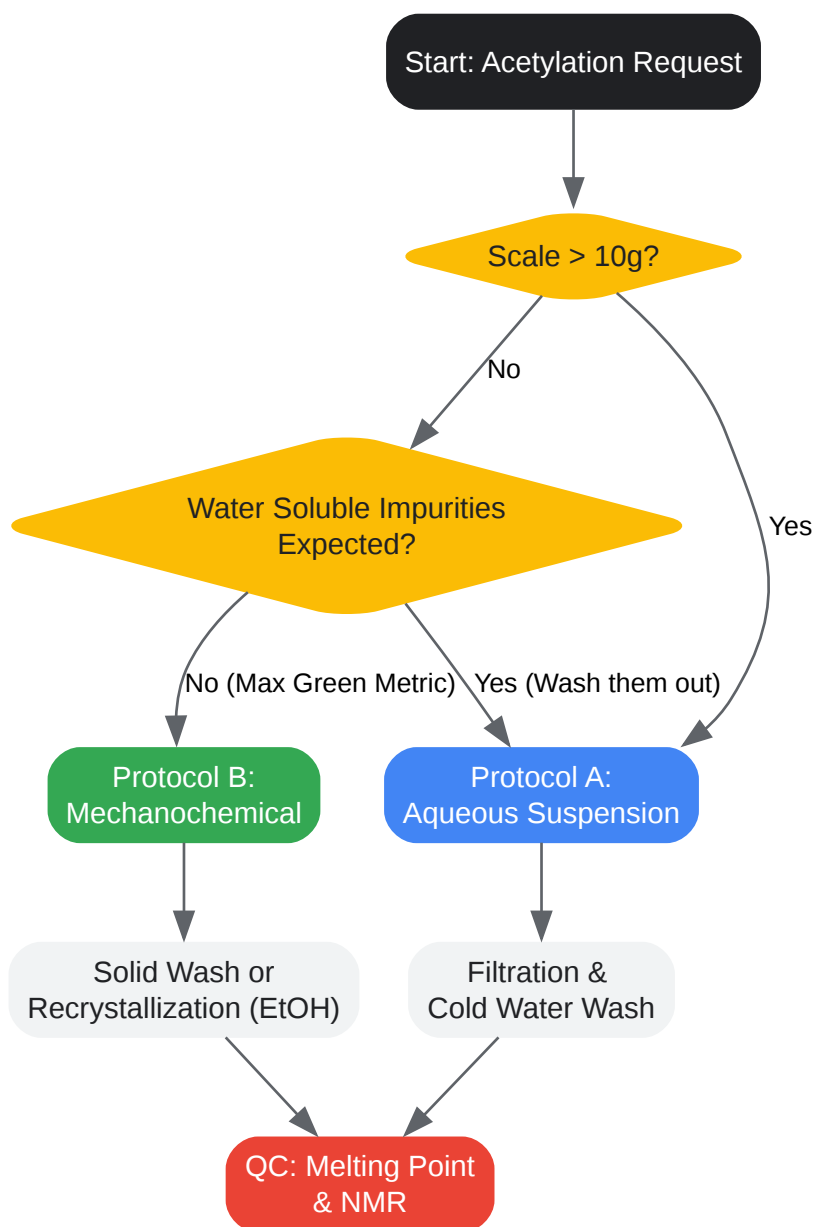 Start: Acetylation Request
Scale > 10g?
No
Water Soluble Impurities
Expected?
Yes
No (Max Green Metric)
Yes (Wash them out)
Protocol B:
Mechanochemical
Protocol A:
Aqueous Suspension
Solid Wash or
Recrystallization (EtOH)
Filtration &
Cold Water Wash
QC: Melting Point
& NMR